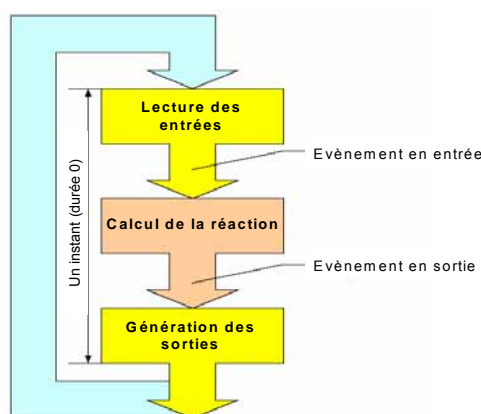 Lecture des
entrées
Evènement en entrée
Un instant (durée 0)
Calcul de la réaction
Evènement en sortie
Génération des
sorties